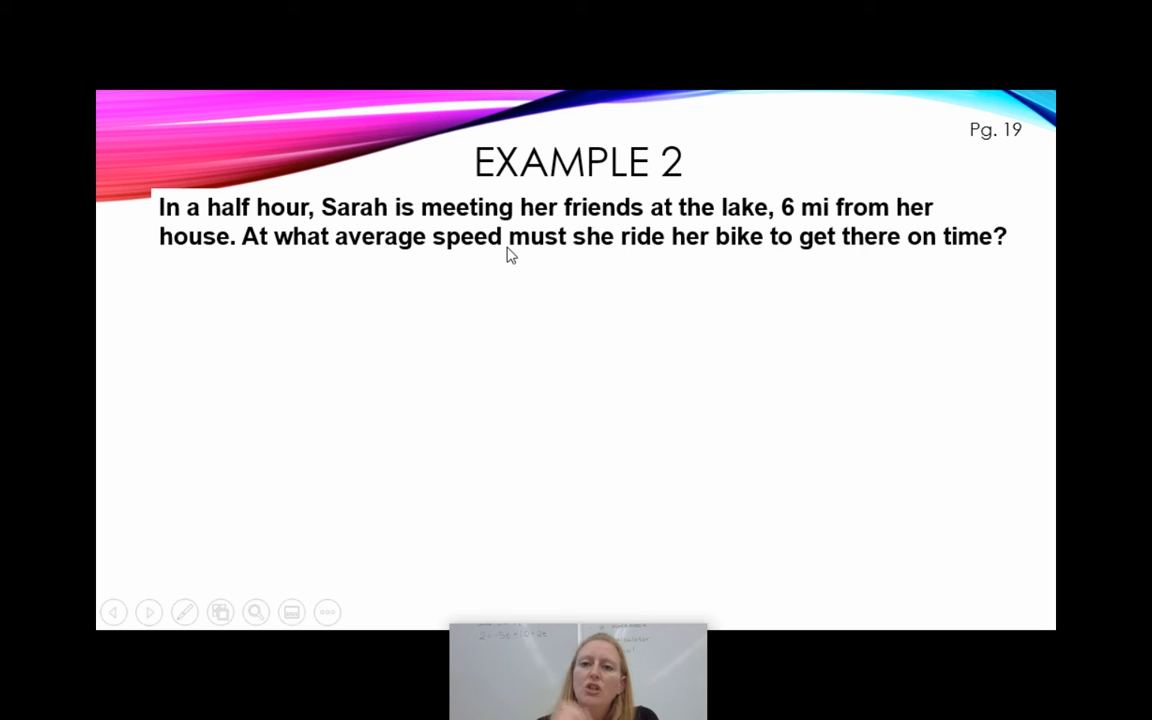 Pg. 19
EXAMPLE 2
In a half hour, Sarah is meeting her friends at the lake, 6 mi from her
house. At what average speed must she ride her bike to get there on time?